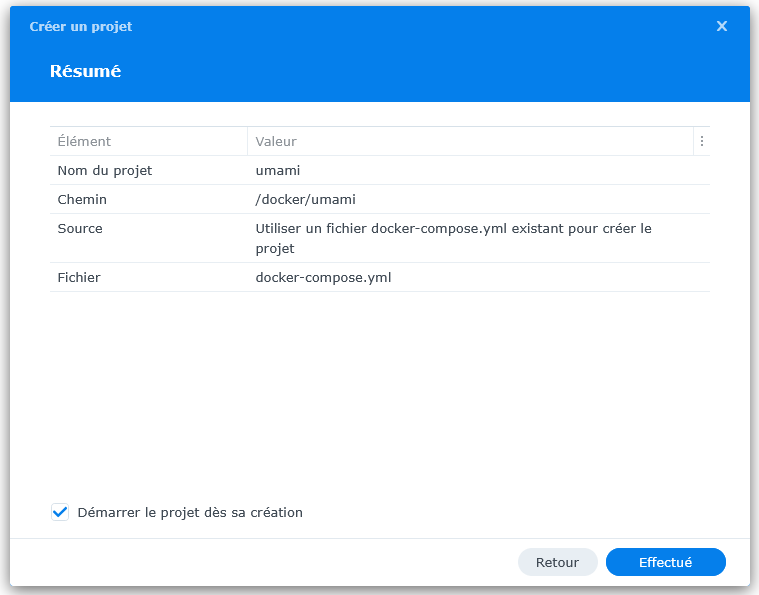 Créer un projet
Résumé
Élément Valeur
Nom du projet umami
Chemin /docker/umami
Source Utiliser un fichier docker-compose.yml existant pour créer le
projet
Fichier docker-compose.yml
Démarrer le projet dès sa création
Retour Effectué